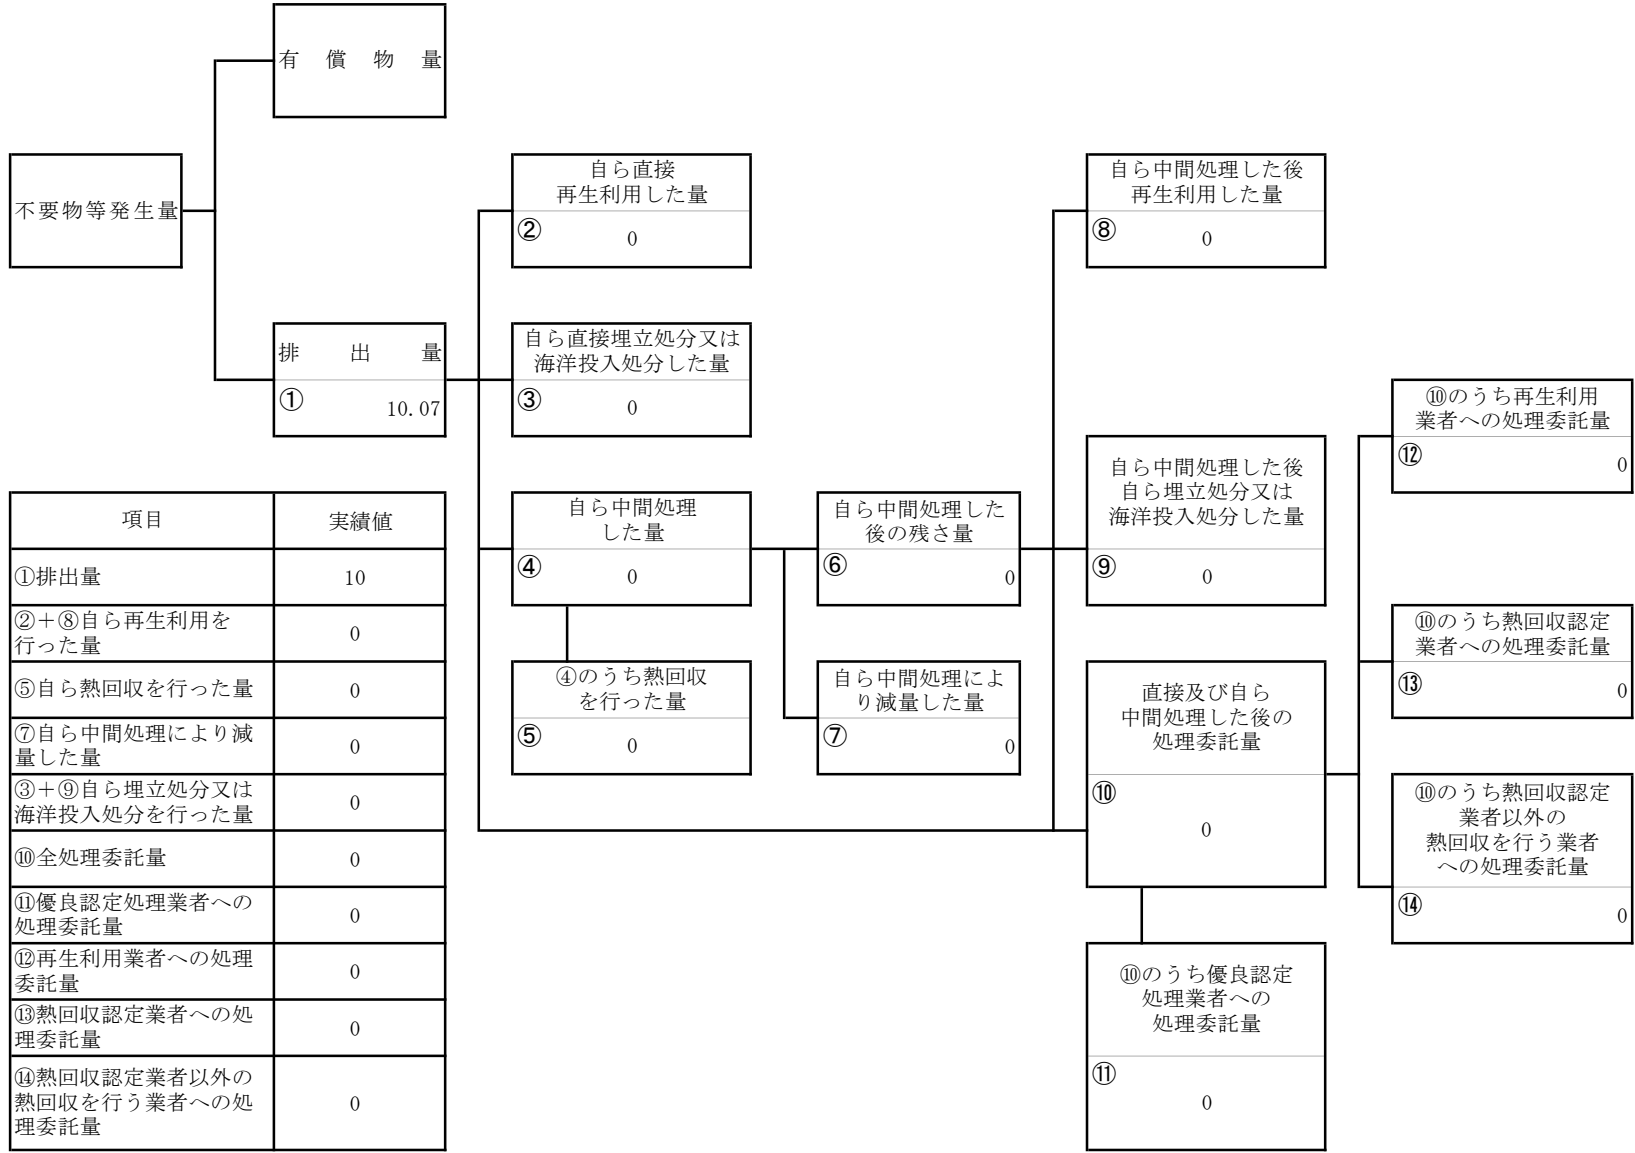 有償物量
不要物等発生量
排出量
①
10.07
自ら直接
再生利用した量
②
0
自ら直接埋立処分又は
海洋投入処分した量
③
0
自ら中間処理
した量
④
0
④のうち熱回収
を行った量
⑤
0
自ら中間処理した
後の残さ量
⑥
0
自ら中間処理によ
り減量した量
⑦
0
自ら中間処理した後
再生利用した量
⑧
0
自ら中間処理した後
自ら埋立処分又は
海洋投入処分した量
⑨
0
直接及び自ら
中間処理した後の
処理委託量
⑩
0
⑩のうち優良認定
処理業者への
処理委託量
⑪
0
⑩のうち再生利用
業者への処理委託量
⑫
0
⑩のうち熱回収認定
業者への処理委託量
⑬
0
⑩のうち熱回収認定
業者以外の
熱回収を行う業者
への処理委託量
⑭
0
項目 実績値
①排出量 10
②+⑧自ら再生利用を
行った量 0
⑤自ら熱回収を行った量 0
⑦自ら中間処理により減
量した量 0
③+⑨自ら埋立処分又は
海洋投入処分を行った量 0
⑩全処理委託量 0
⑪優良認定処理業者への
処理委託量 0
⑫再生利用業者への処理
委託量 0
⑬熱回収認定業者への処
理委託量 0
⑭熱回収認定業者以外の
熱回収を行う業者への処
理委託量 0